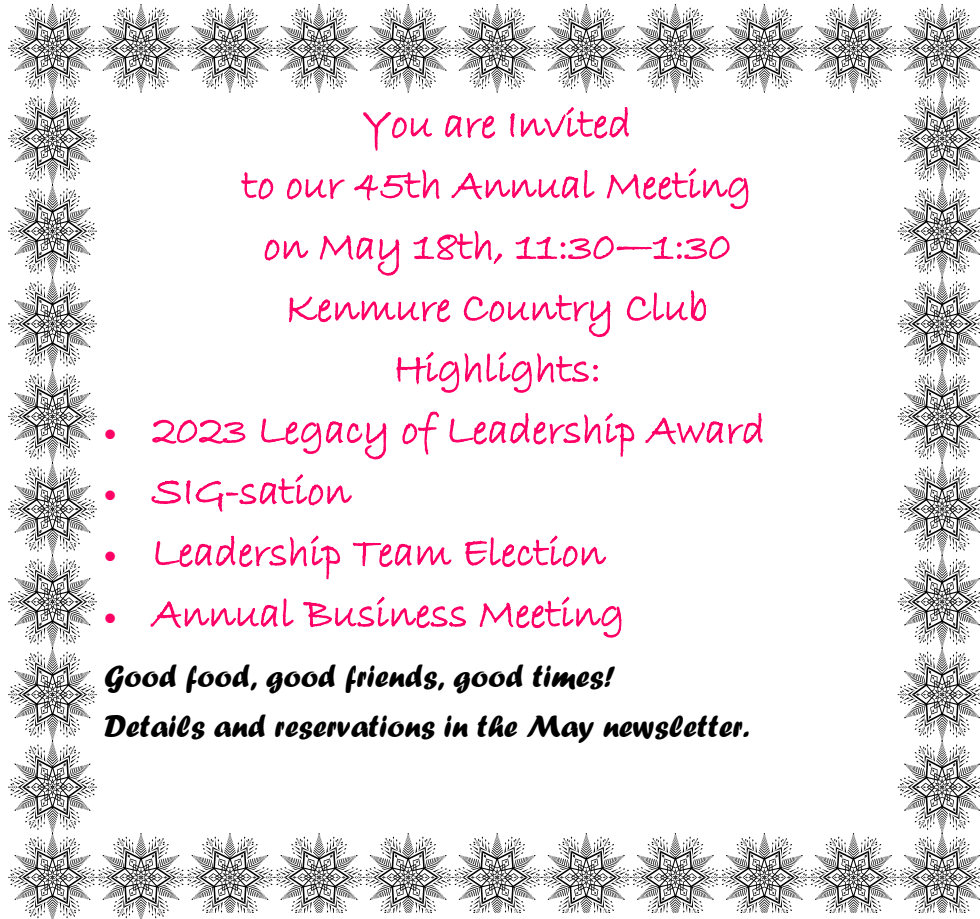 You are Invited
to our 45th Annual Meeting
on May 18th, 11:30—1:30
Kenmure Country Club
Highlights:
• 2023 Legacy of Leadership Award
• SIG-sation
• Leadership Team Election
• Annual Business Meeting
Good food, good friends, good times!
Details and reservations in the May newsletter.